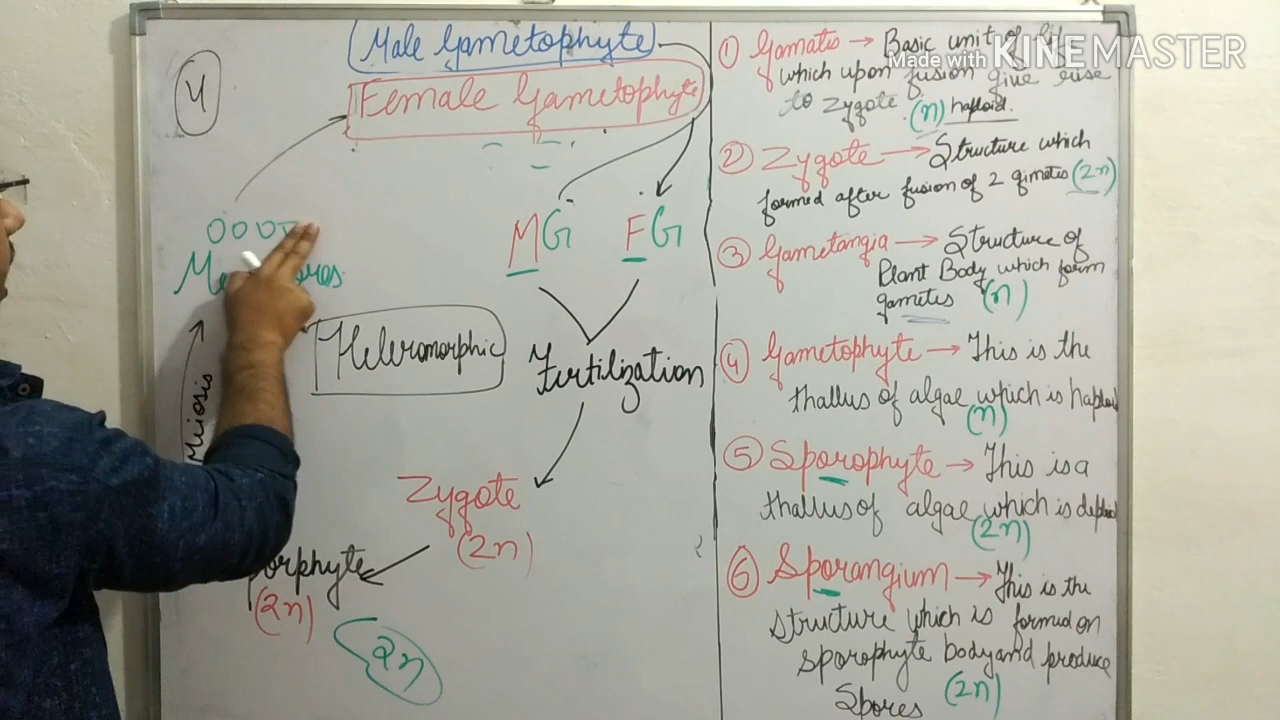 4
Male Gametophyte
Female Gametophyte
MG FG
Heteromorphic
Fertilization
Meiosis
Zygote
(2n)
(2n)
2n
① Gametes → Basic unit of life
which upon fusion give rise
to zygote. (n) haploid.
② Zygote → Structure which
formed after fusion of 2 gametes (2n)
③ Gametangia → Structure of
Plant Body which form
gametes (n)
④ Gametophyte → This is the
thallus of algae which is haploid
(n)
⑤ Sporophyte → This is a
thallus of algae which is diploid
(2n)
⑥ Sporangium → This is the
structure which is formed on
sporophyte body and produce
Spores (2n)
Made with KINEMASTER